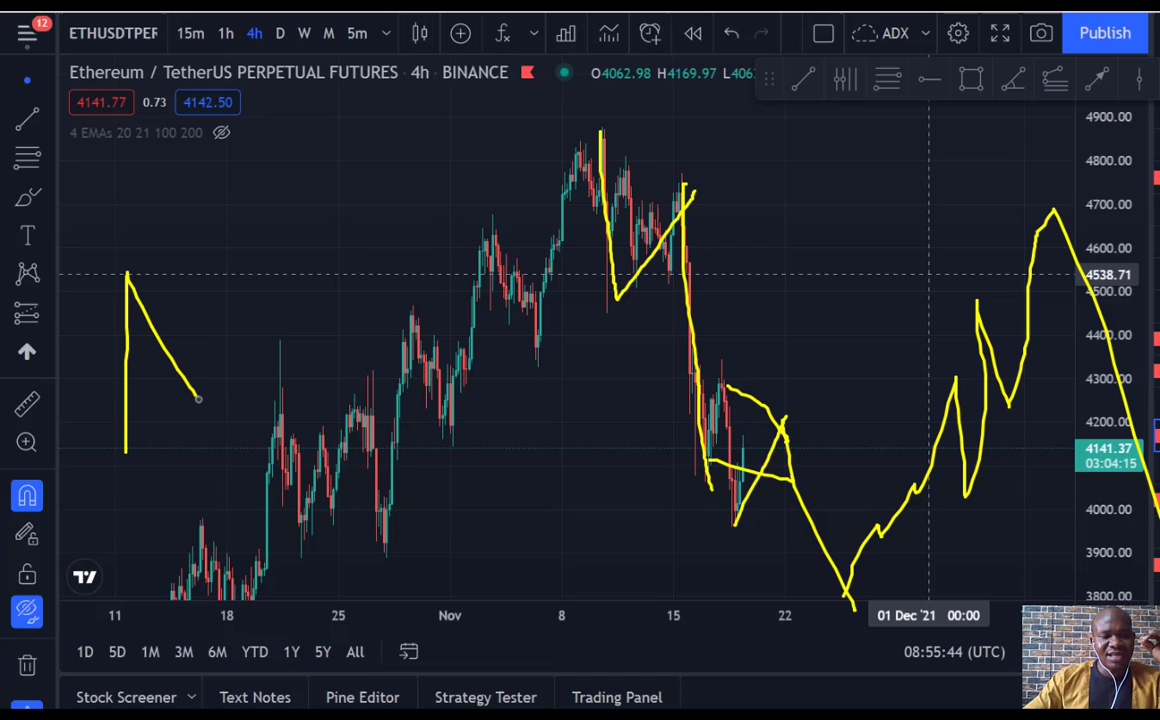 12
ETHUSDTPER
15m 1h 4h D W M 5m
ADX
Publish
Ethereum / TetherUS PERPETUAL FUTURES · 4h · BINANCE
O4062.98 H4169.97
4141.77 0.73 4142.50
4 EMAs 20 21 100 200
4900.00
4800.00
4700.00
4600.00
4538.71
4500.00
4400.00
4300.00
4200.00
4141.37
03:04:15
4000.00
3900.00
3800.00
11 18 25 Nov 8 15 22 01 Dec '21 00:00
1D 5D 1M 3M 6M YTD 1Y 5Y All
08:55:44 (UTC)
Stock Screener Text Notes Pine Editor Strategy Tester Trading Panel